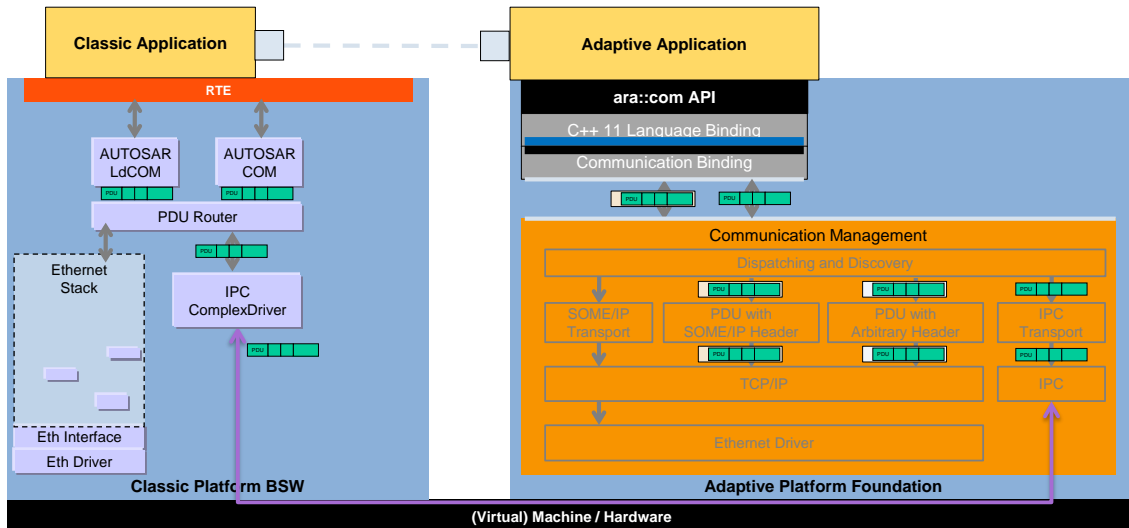 Classic Application
Adaptive Application
RTE
AUTOSAR
LdCOM
AUTOSAR
COM
PDU
PDU
PDU Router
PDU
Ethernet
Stack
IPC
ComplexDriver
PDU
Eth Interface
Eth Driver
Classic Platform BSW
ara::com API
C++ 11 Language Binding
Communication Binding
PDU
PDU
Communication Management
Dispatching and Discovery
PDU
PDU
PDU
SOME/IP
Transport
PDU with
SOME/IP Header
PDU with
Arbitrary Header
IPC
Transport
PDU
PDU
PDU
TCP/IP
IPC
Ethernet Driver
Adaptive Platform Foundation
(Virtual) Machine / Hardware